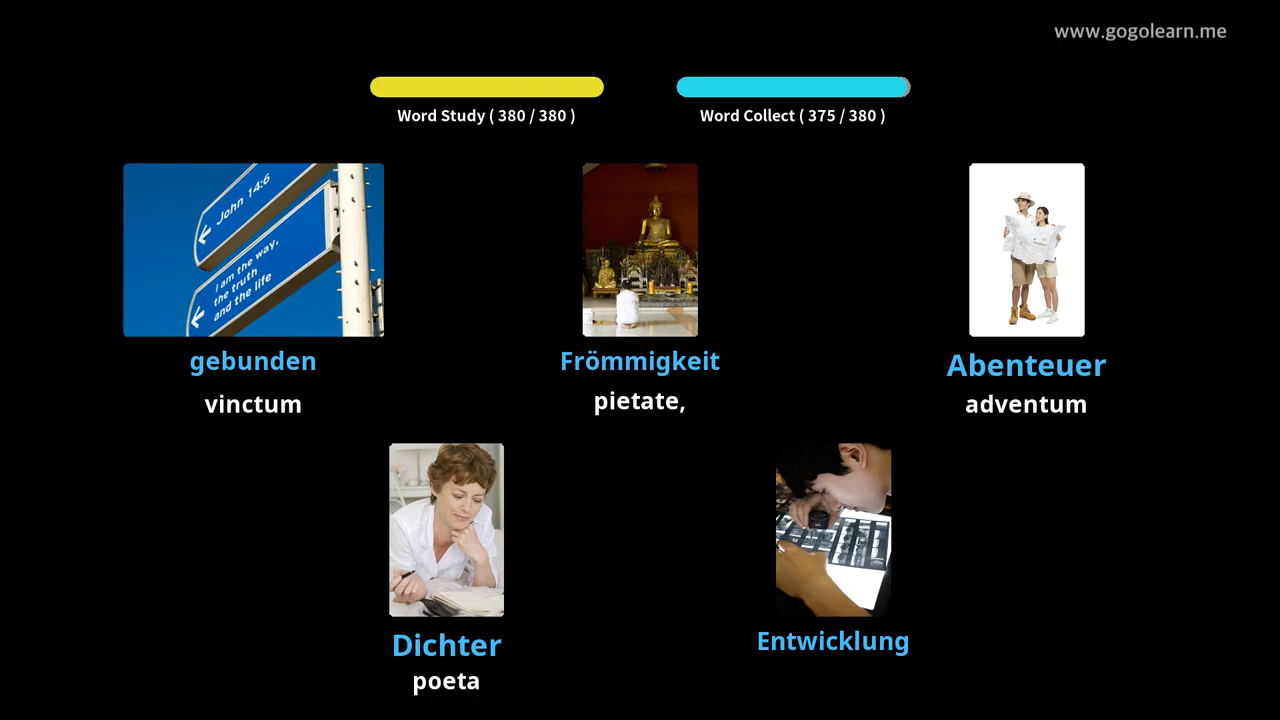 www.gogolearn.me
Word Study ( 380 / 380 )
Word Collect ( 375 / 380 )
John 14:6
I am the way,
the truth
and the life
gebunden
Frömmigkeit
Abenteuer
vinctum
pietate,
adventum
Dichter
Entwicklung
poeta